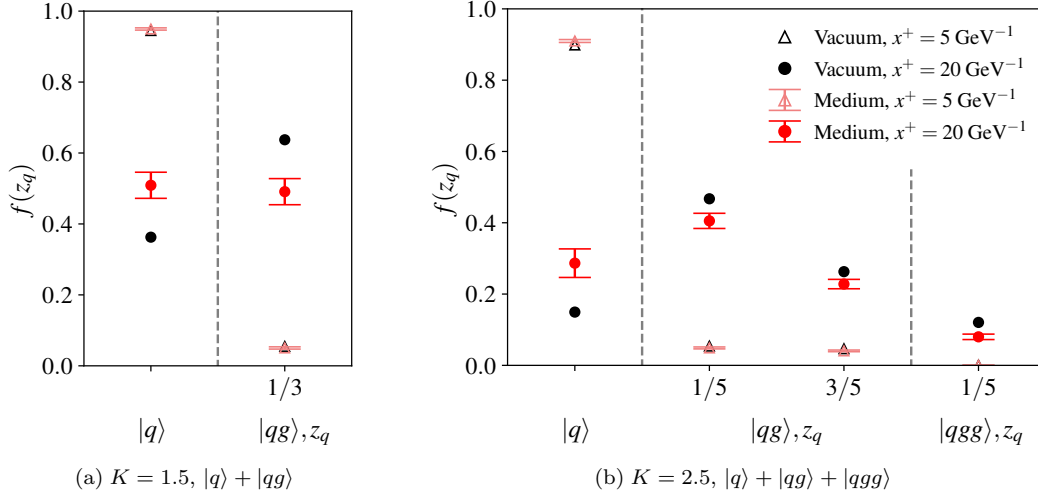 1.0
0.8
0.6
0.4
0.2
0.0
f(z_q)
1/3
|q⟩
|qg⟩, z_q
(a) K = 1.5, |q⟩ + |qg⟩
1.0
0.8
0.6
0.4
0.2
0.0
f(z_q)
Vacuum, x⁺ = 5 GeV⁻¹
Vacuum, x⁺ = 20 GeV⁻¹
Medium, x⁺ = 5 GeV⁻¹
Medium, x⁺ = 20 GeV⁻¹
1/5
3/5
1/5
|q⟩
|qg⟩, z_q
|qgg⟩, z_q
(b) K = 2.5, |q⟩ + |qg⟩ + |qgg⟩